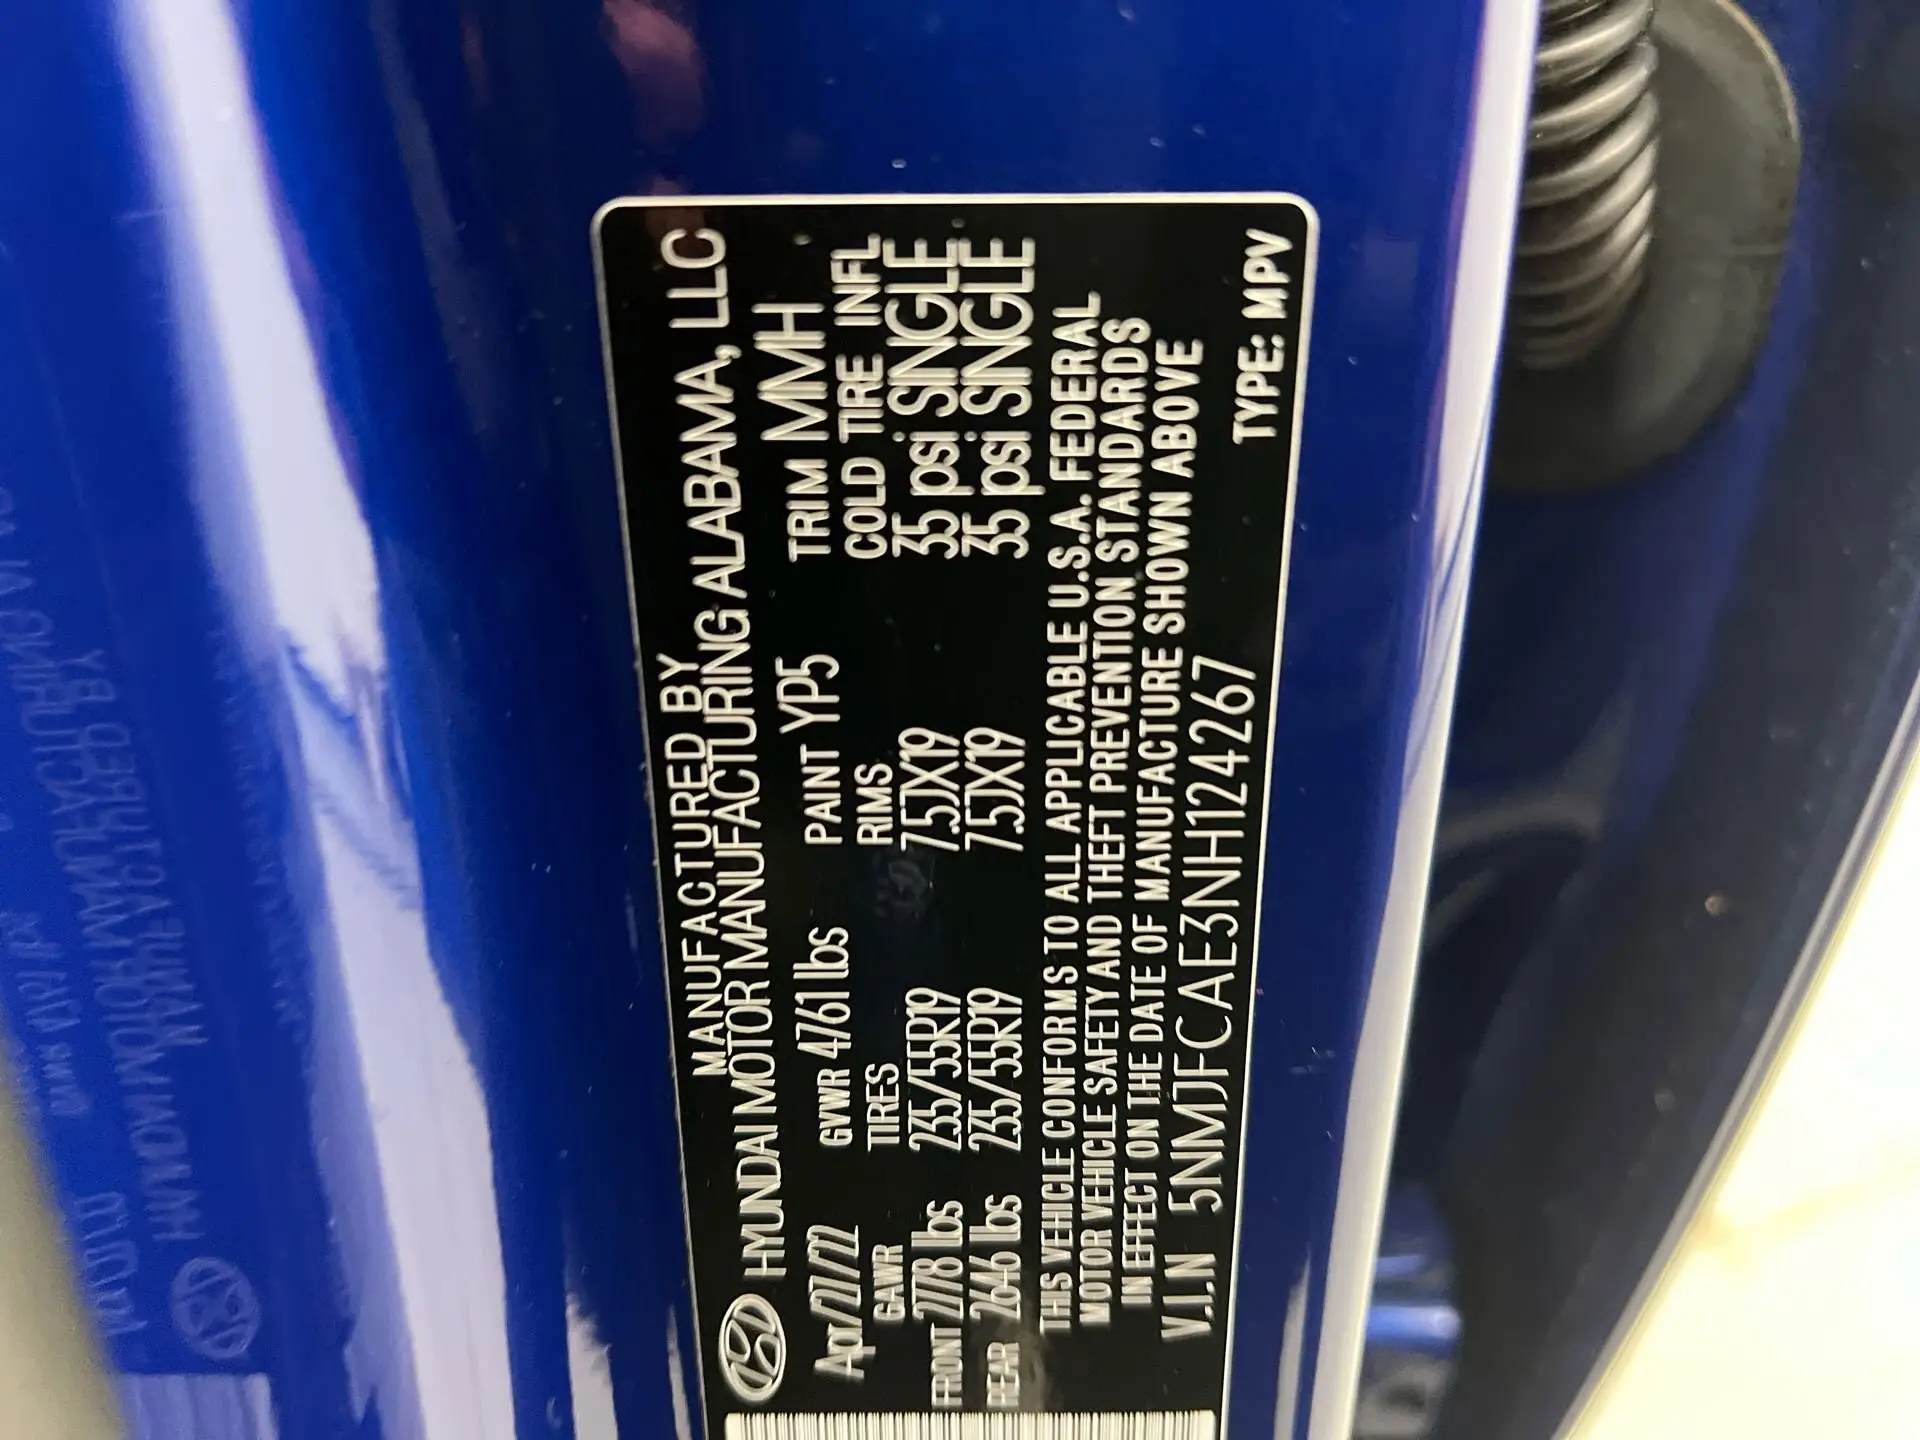 MANUFACTURED BY
HYUNDAI MOTOR MANUFACTURING ALABAMA, LLC
Apr/27/22 GVWR 4761 lbs PAINT YP5 TRIM MMH
GAWR TIRES RIMS COLD TIRE INFL
FRONT 2778 lbs 235/55R19 7.5JX19 35 psi SINGLE
REAR 2646 lbs 235/55R19 7.5JX19 35 psi SINGLE
THIS VEHICLE CONFORMS TO ALL APPLICABLE U.S.A. FEDERAL
MOTOR VEHICLE SAFETY AND THEFT PREVENTION STANDARDS
IN EFFECT ON THE DATE OF MANUFACTURE SHOWN ABOVE
V.I.N 5NMJFCAE3NH124267
TYPE: MPV